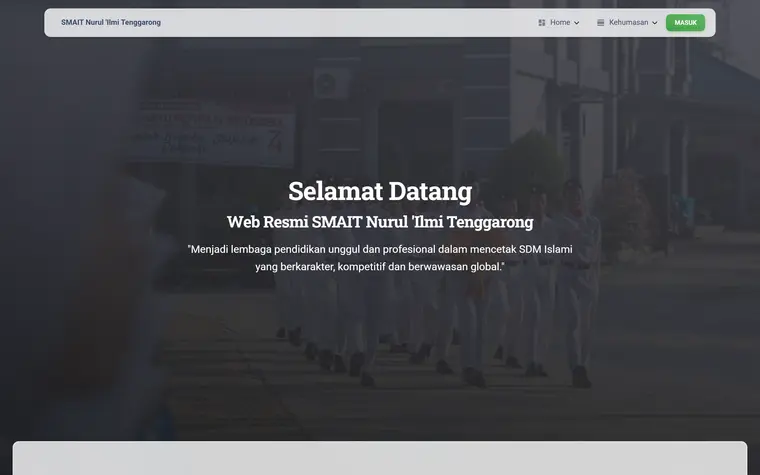 SMAIT Nurul 'Ilmi Tenggarong
Home
Kehumasan
MASUK
Selamat Datang
Web Resmi SMAIT Nurul 'Ilmi Tenggarong
"Menjadi lembaga pendidikan unggul dan profesional dalam mencetak SDM Islami
yang berkarakter, kompetitif dan berwawasan global."